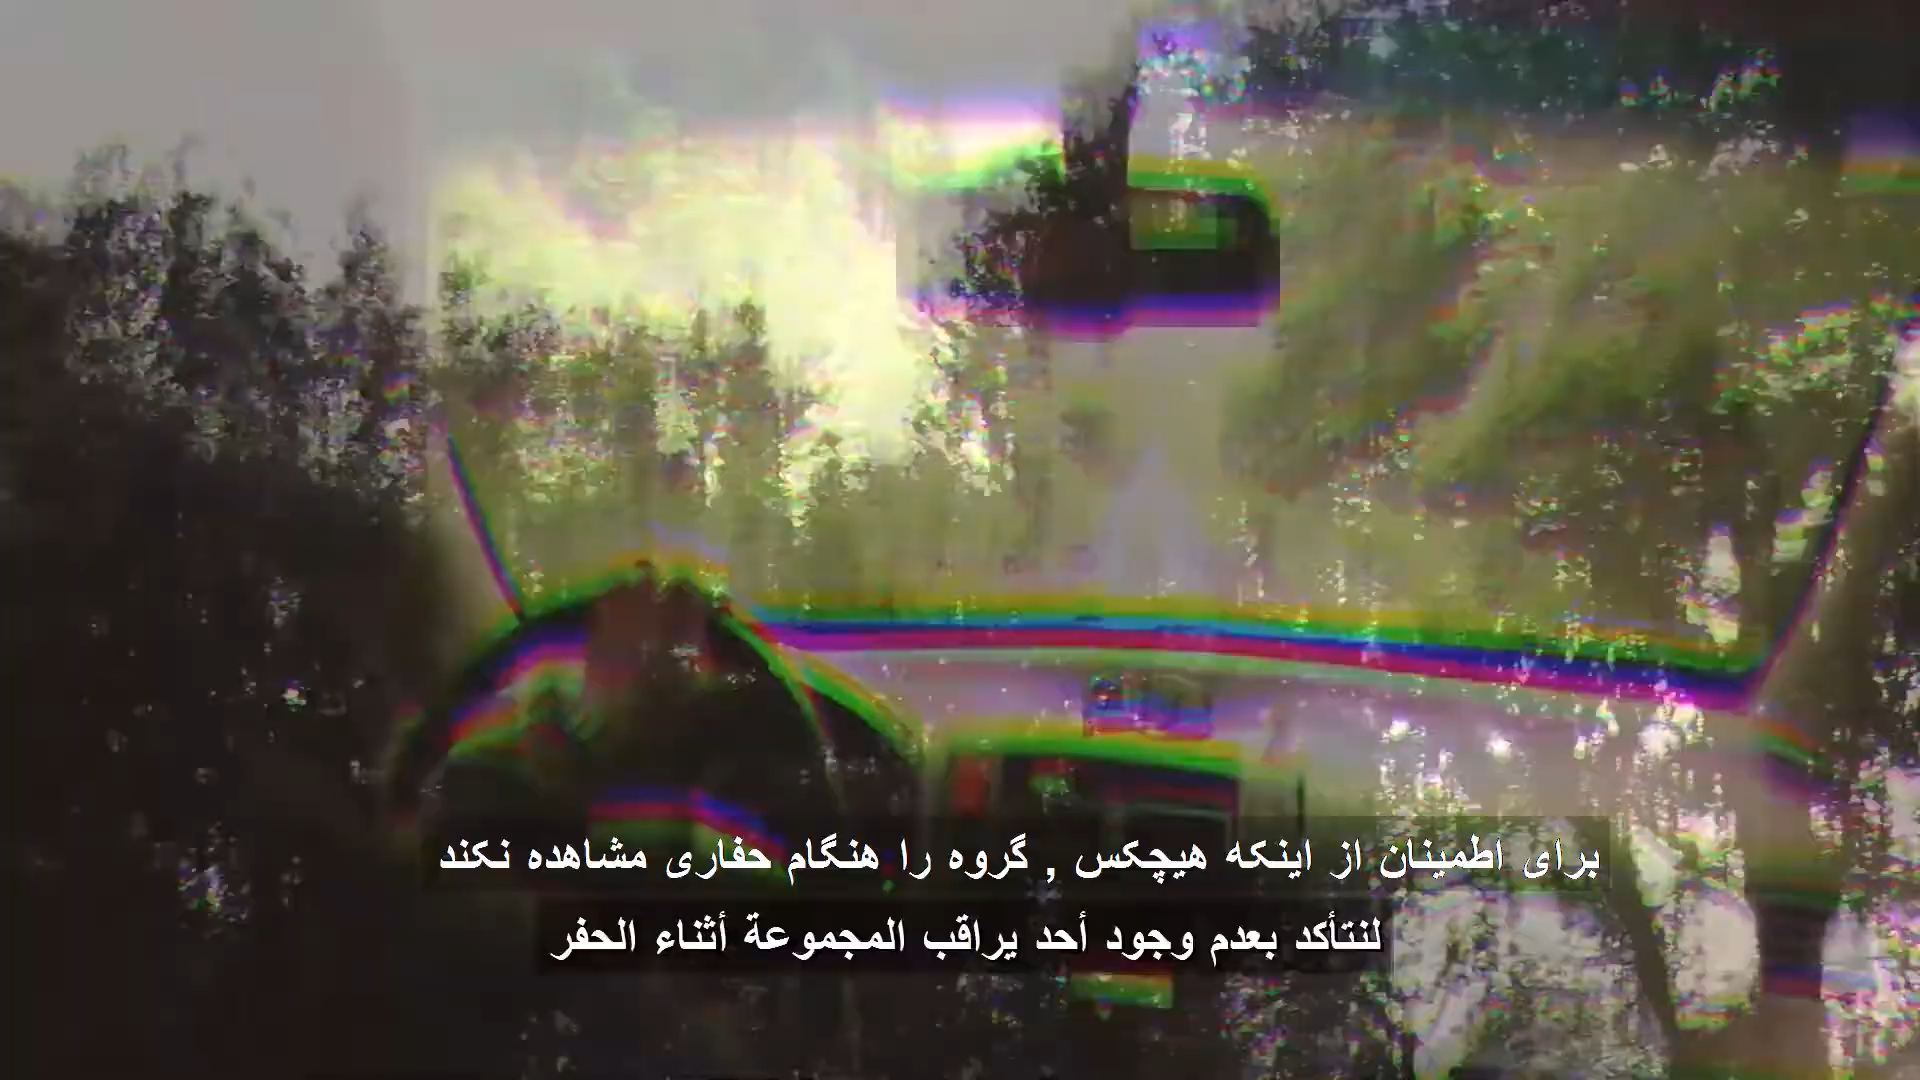 برای اطمینان از اینکه هیچکس , گروه را هنگام حفاری مشاهده نکند
لنتأكد بعدم وجود أحد يراقب المجموعة أثناء الحفر